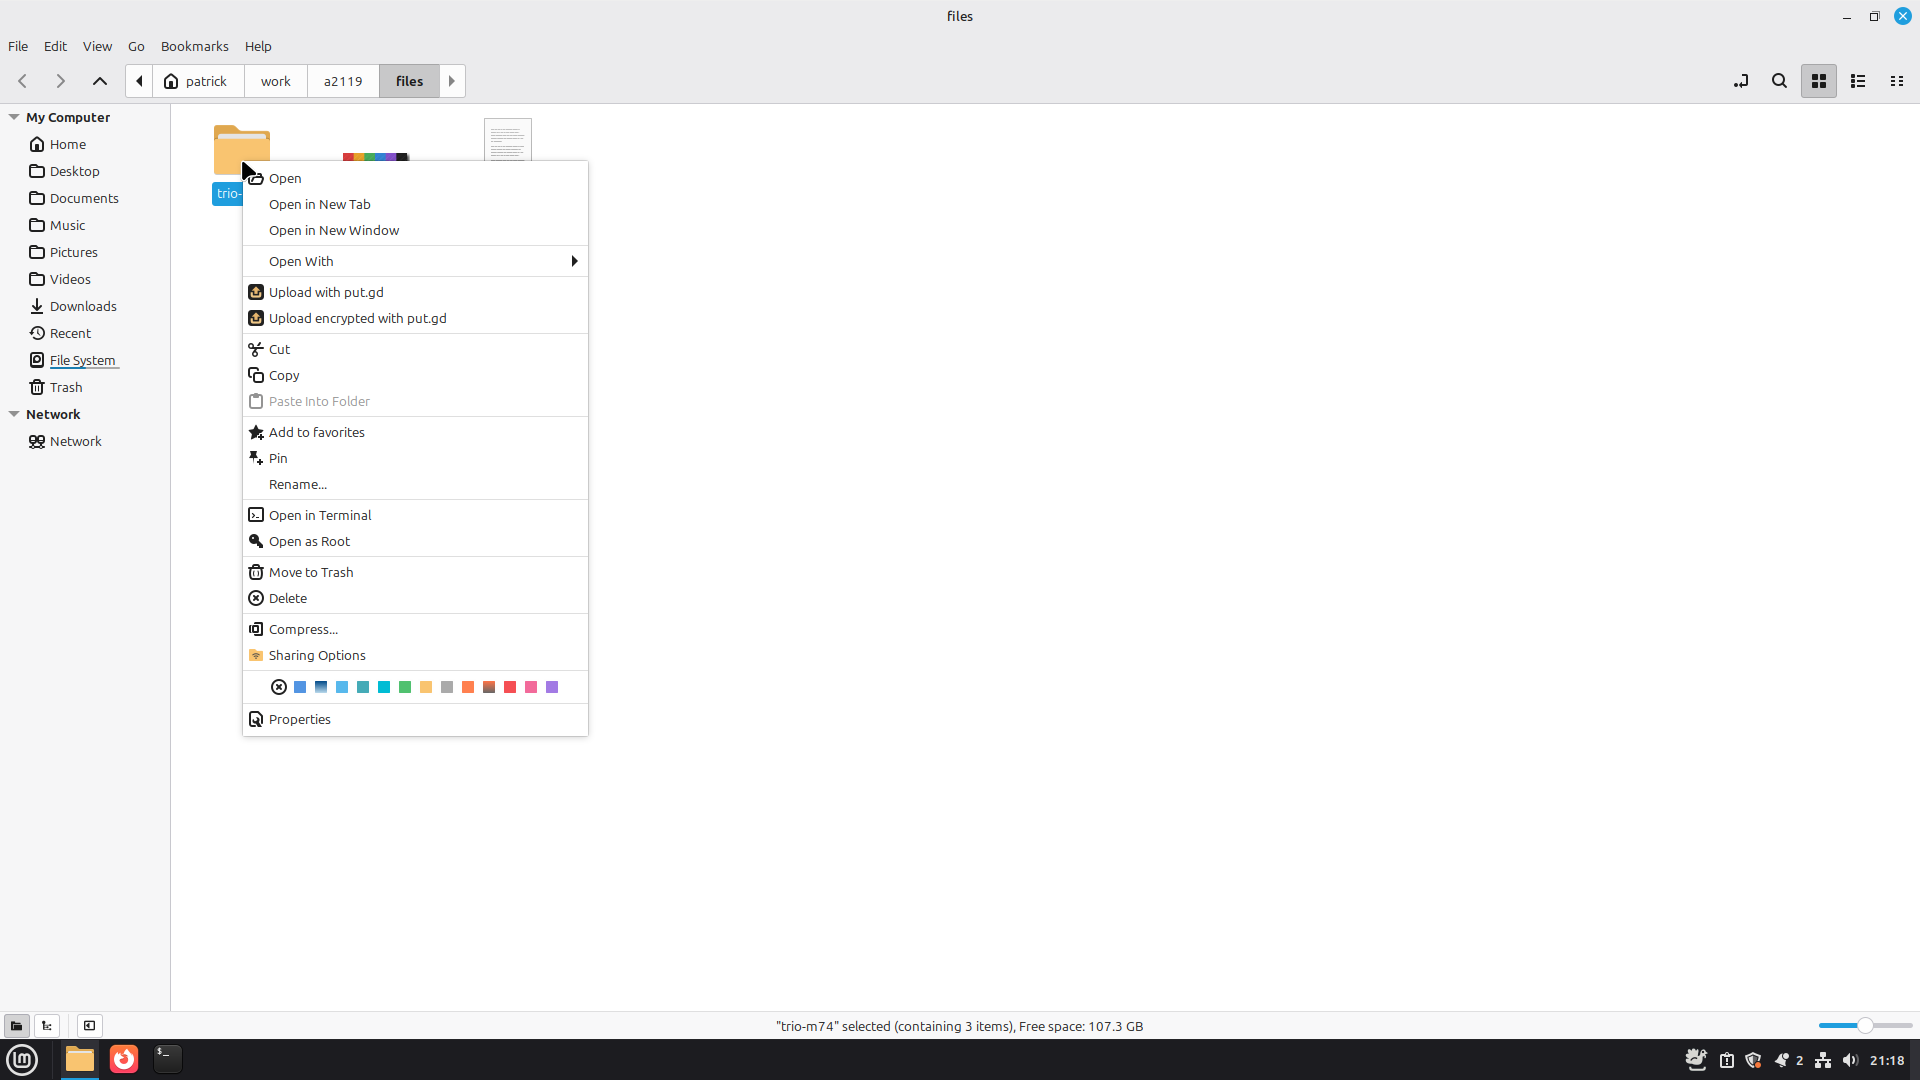 files
File Edit View Go Bookmarks Help
patrick work a2119 files
My Computer
Home
Desktop
Documents
Music
Pictures
Videos
Downloads
Recent
File System
Trash
Network
Network
trio-
Open
Open in New Tab
Open in New Window
Open With
Upload with put.gd
Upload encrypted with put.gd
Cut
Copy
Paste Into Folder
Add to favorites
Pin
Rename...
Open in Terminal
Open as Root
Move to Trash
Delete
Compress...
Sharing Options
Properties
"trio-m74" selected (containing 3 items), Free space: 107.3 GB
2 21:18